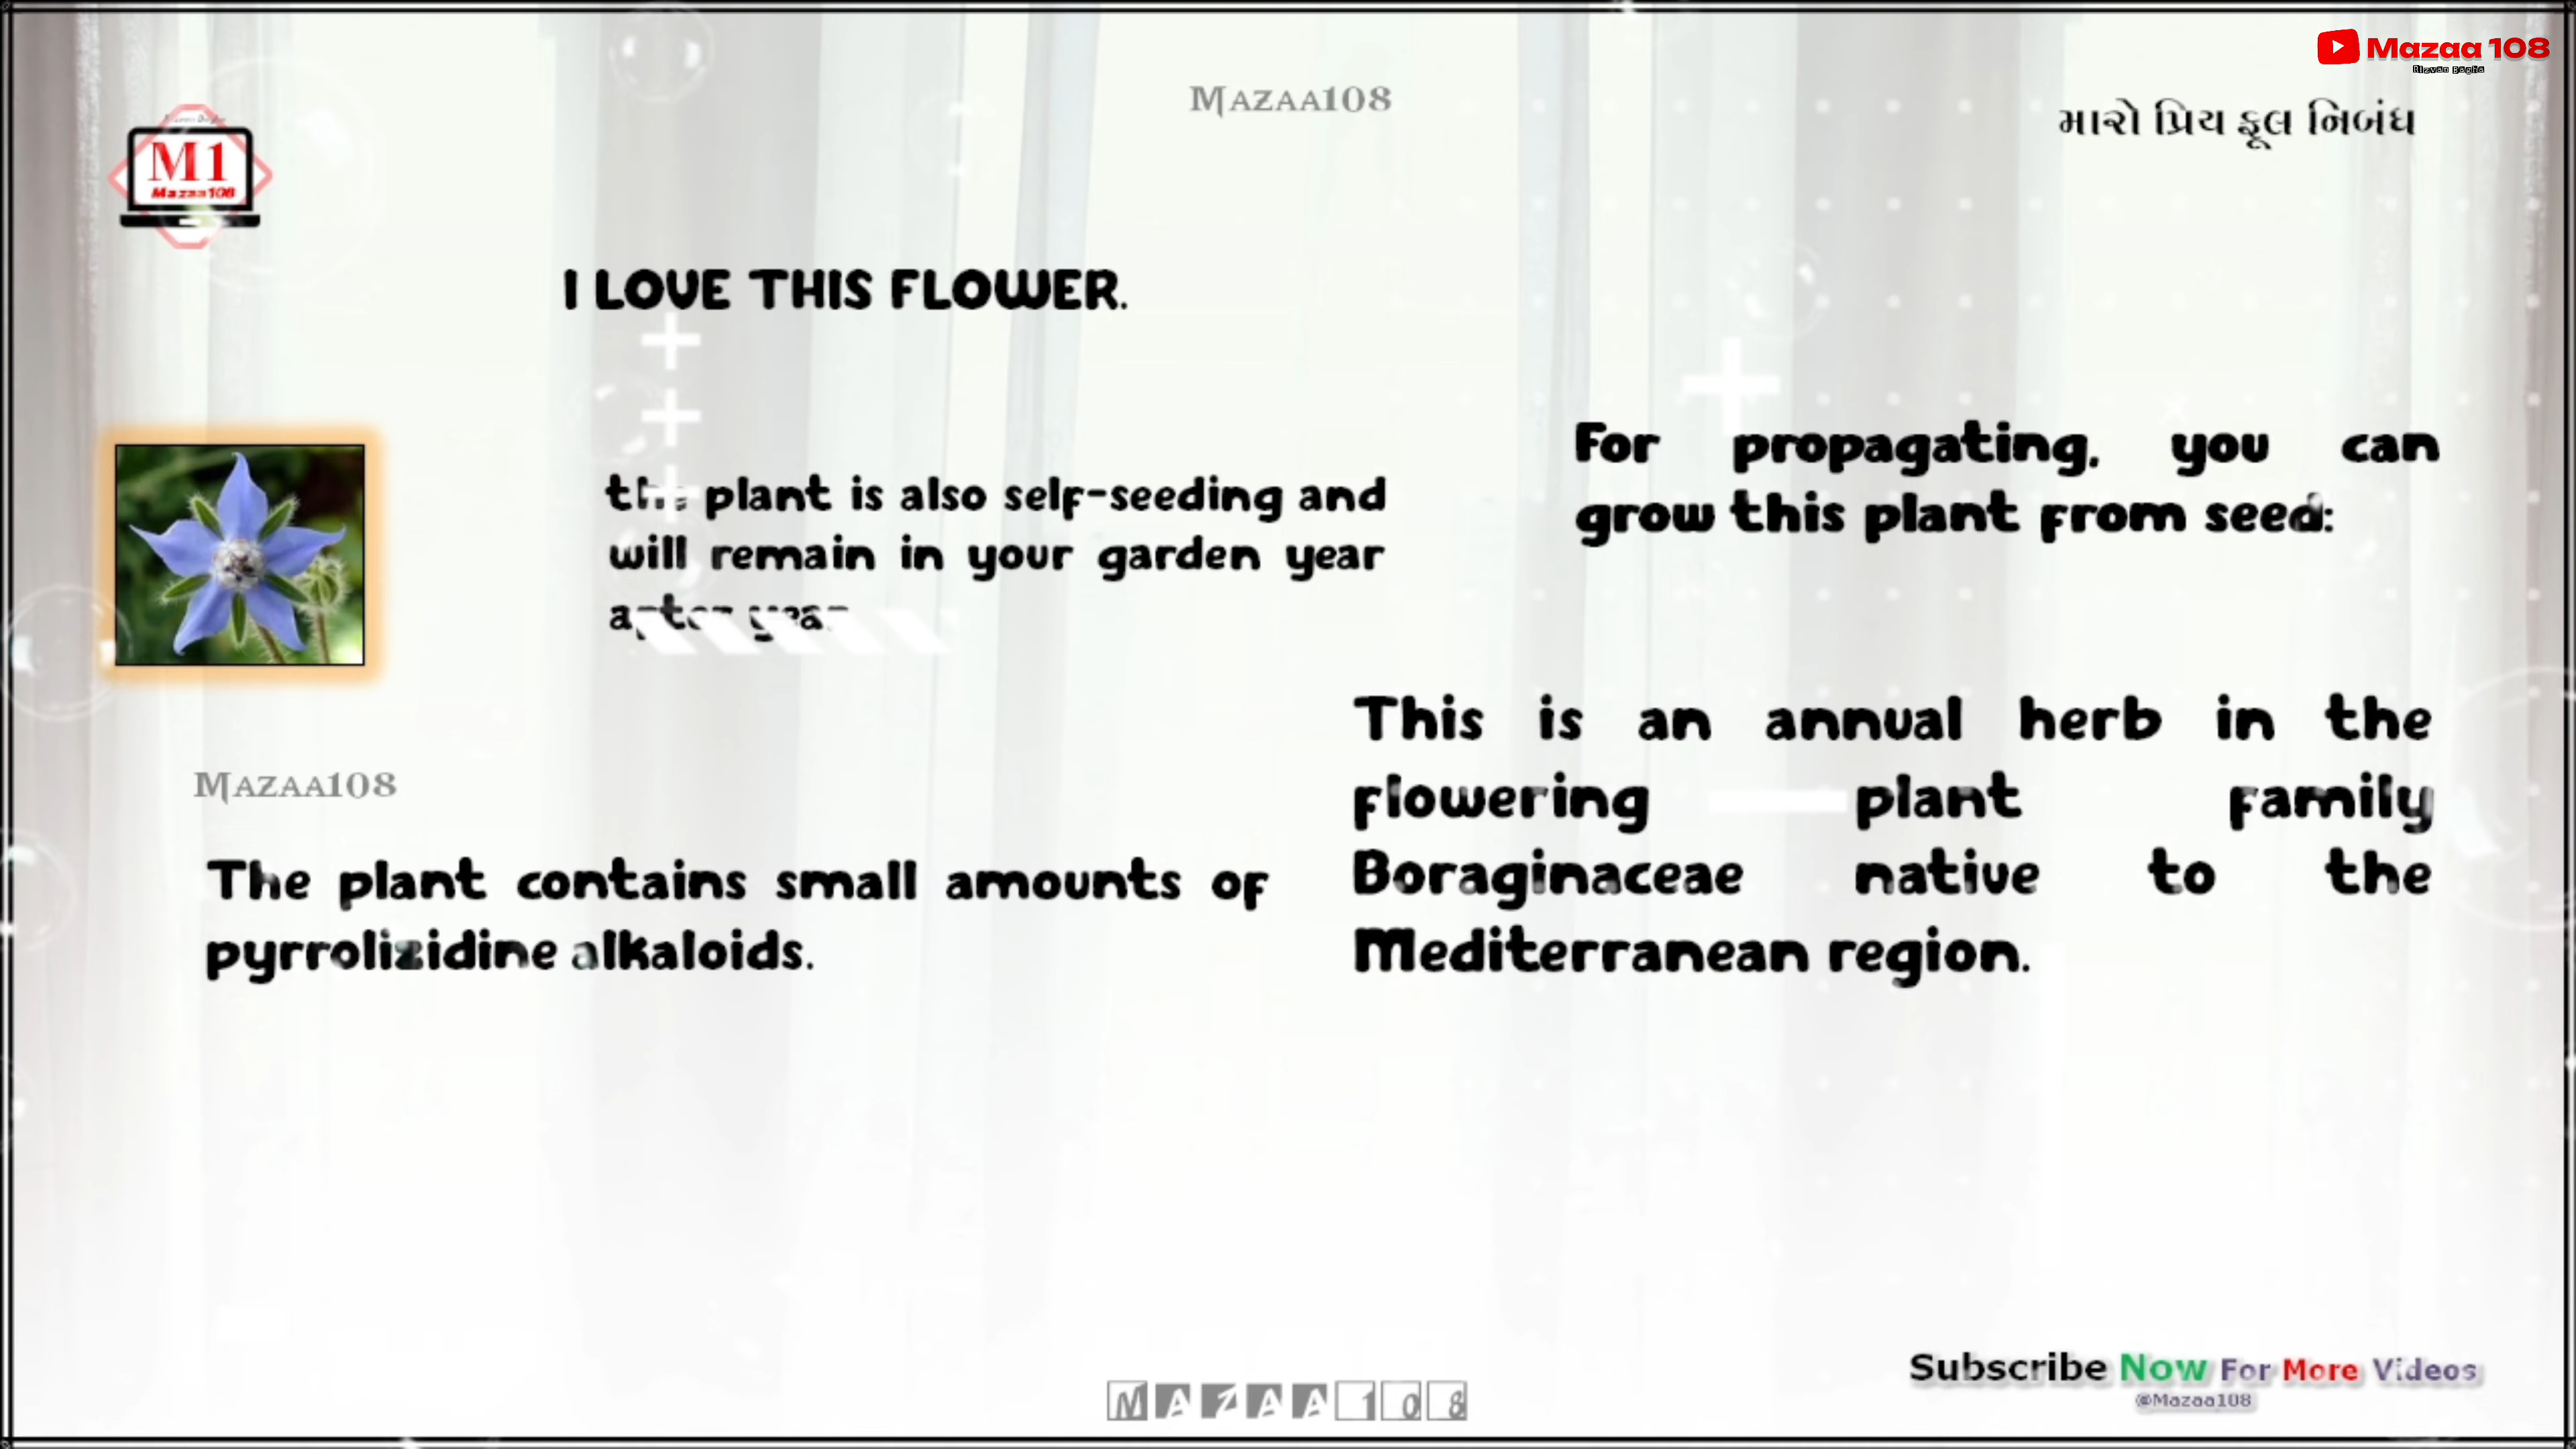 Mazaa 108
MAZAA108
મારો પ્રિય ફૂલ નિબંધ
M1
Mazaa108
I LOVE THIS FLOWER.
the plant is also self-seeding and
will remain in your garden year
after year
For propagating, you can
grow this plant from seed:
This is an annual herb in the
flowering plant family
Boraginaceae native to the
Mediterranean region.
MAZAA108
The plant contains small amounts of
pyrrolizidine alkaloids.
MAZAA108
Subscribe Now For More Videos
@Mazaa108